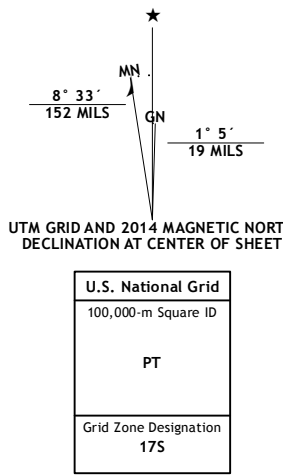 MN
8° 33´
152 MILS
GN
1° 5´
19 MILS
UTM GRID AND 2014 MAGNETIC NORT
DECLINATION AT CENTER OF SHEET
U.S. National Grid
100,000-m Square ID
PT
Grid Zone Designation
17S